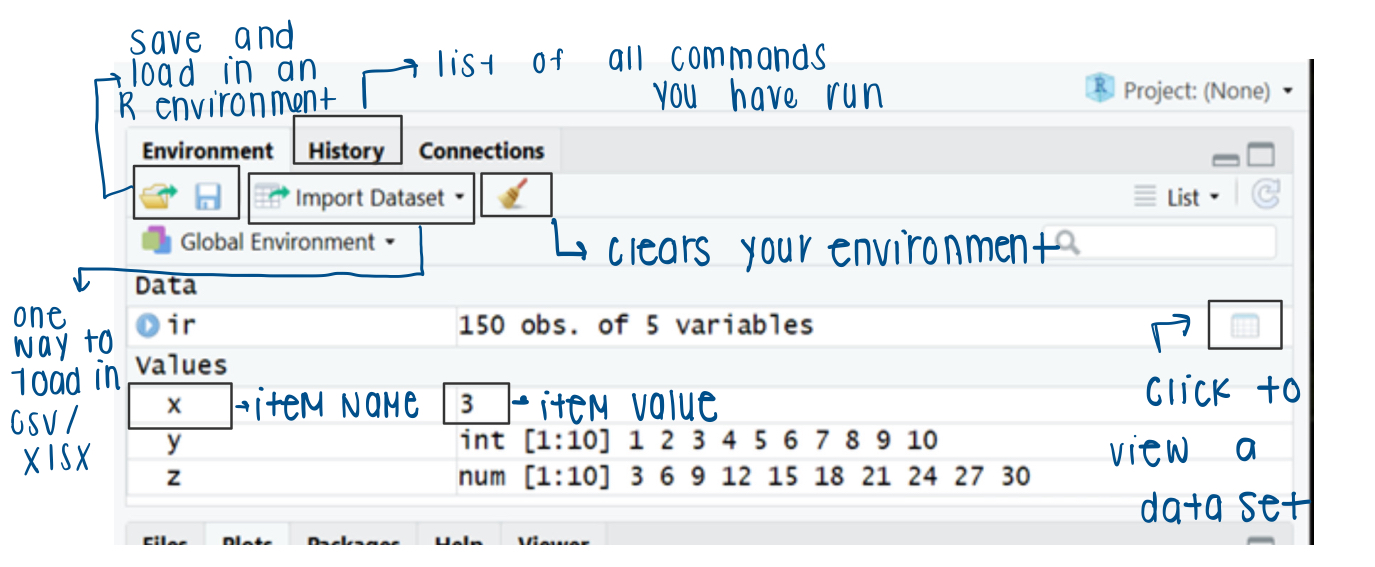 save and
load in an
R environment
list of all commands
you have run
Project: (None)
Environment History Connections
Import Dataset
List
Global Environment
clears your environment
Data
one
way to
load in
csv/
xlsx
ir 150 obs. of 5 variables
Values
click to
view a
data set
x → item name 3 → item value
y int [1:10] 1 2 3 4 5 6 7 8 9 10
z num [1:10] 3 6 9 12 15 18 21 24 27 30
Files Plots Packages Help Viewer